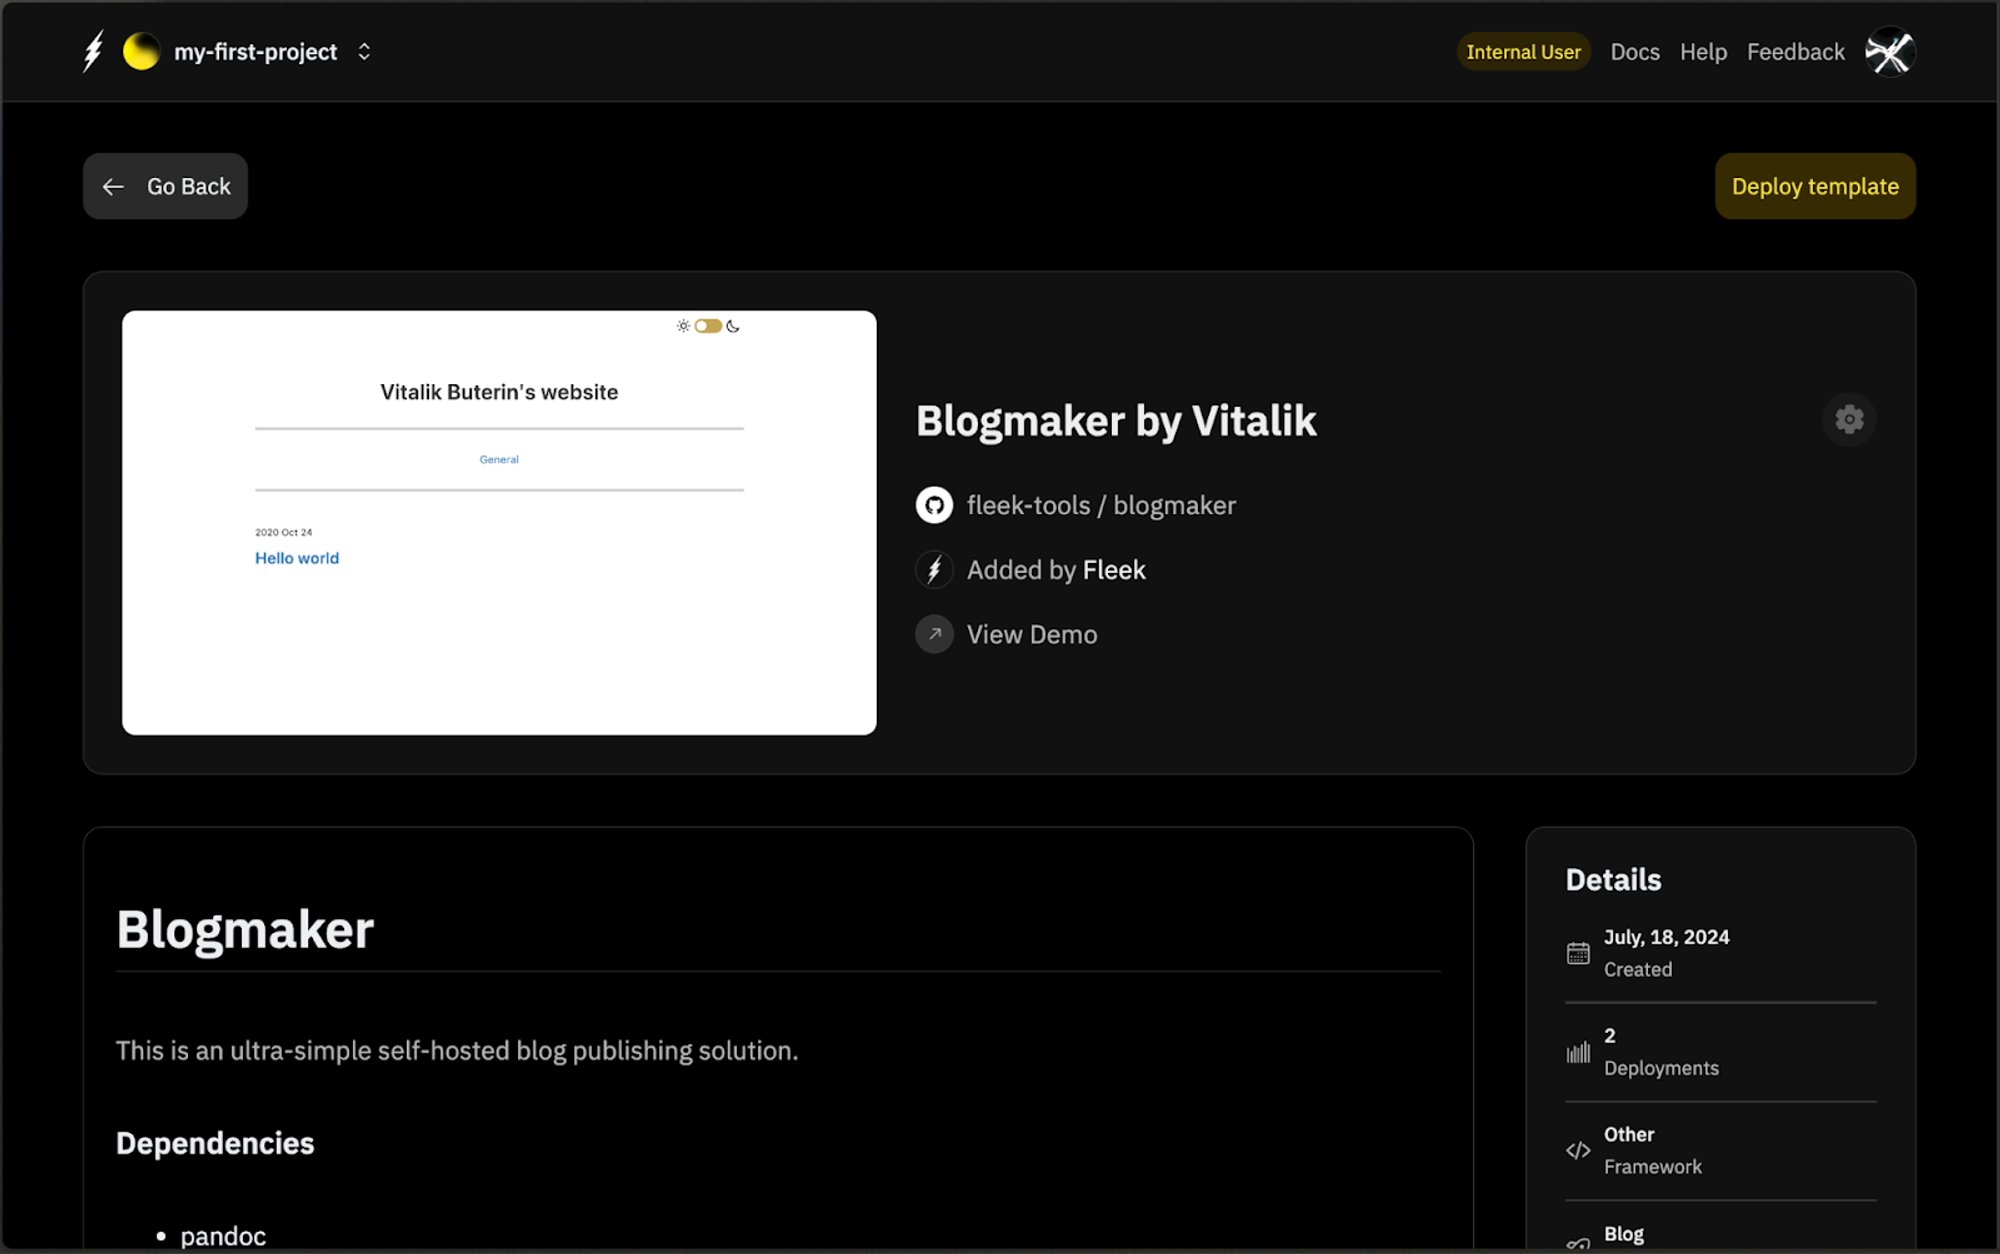 my-first-project
Internal User
Docs
Help
Feedback
Go Back
Deploy template
Vitalik Buterin's website
General
2020 Oct 24
Hello world
Blogmaker by Vitalik
fleek-tools / blogmaker
Added by Fleek
View Demo
Blogmaker
This is an ultra-simple self-hosted blog publishing solution.
Dependencies
• pandoc
Details
July, 18, 2024
Created
2
Deployments
Other
Framework
Blog